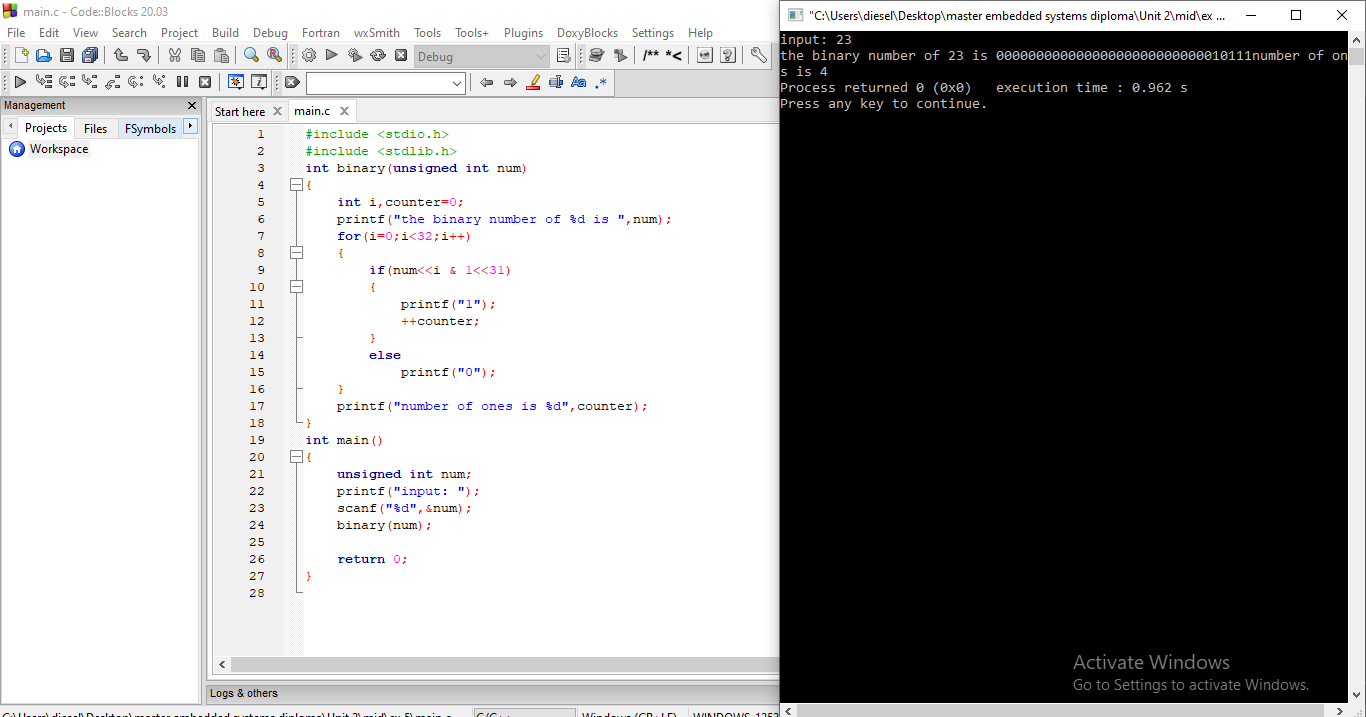 main.c - Code::Blocks 20.03
File Edit View Search Project Build Debug Fortran wxSmith Tools Tools+ Plugins DoxyBlocks Settings Help
Debug
/** *<
Management
Projects Files FSymbols
Workspace
Start here main.c
1 #include <stdio.h>
2 #include <stdlib.h>
3 int binary(unsigned int num)
4 {
5 int i,counter=0;
6 printf("the binary number of %d is ",num);
7 for(i=0;i<32;i++)
8 {
9 if(num<<i & 1<<31)
10 {
11 printf("1");
12 ++counter;
13 }
14 else
15 printf("0");
16 }
17 printf("number of ones is %d",counter);
18 }
19 int main()
20 {
21 unsigned int num;
22 printf("input: ");
23 scanf("%d",&num);
24 binary(num);
25
26 return 0;
27 }
28
Logs & others
C:\Users\diesel\Desktop\master embedded systems diploma\Unit 2\mid\ex 5\main.c C/C++ Windows (CR+LF) WINDOWS-1252
"C:\Users\diesel\Desktop\master embedded systems diploma\Unit 2\mid\ex ...
input: 23
the binary number of 23 is 00000000000000000000000000010111number of on
s is 4
Process returned 0 (0x0) execution time : 0.962 s
Press any key to continue.
Activate Windows
Go to Settings to activate Windows.